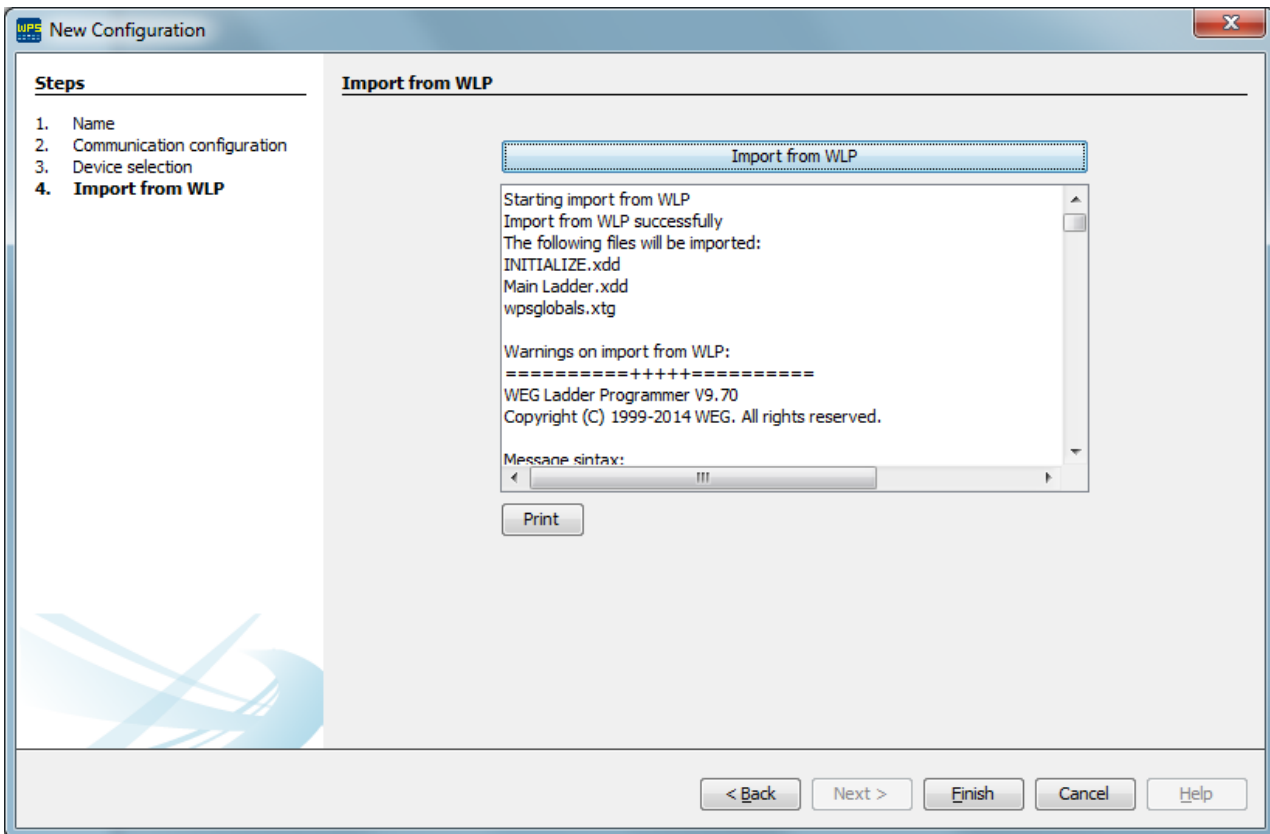 WPS New Configuration
Steps
1. Name
2. Communication configuration
3. Device selection
4. Import from WLP
Import from WLP
Import from WLP
Starting import from WLP
Import from WLP successfully
The following files will be imported:
INITIALIZE.xdd
Main Ladder.xdd
wpsglobals.xtg
Warnings on import from WLP:
==========+++++==========
WEG Ladder Programmer V9.70
Copyright (C) 1999-2014 WEG. All rights reserved.
Message sintax:
Print
< Back Next > Finish Cancel Help